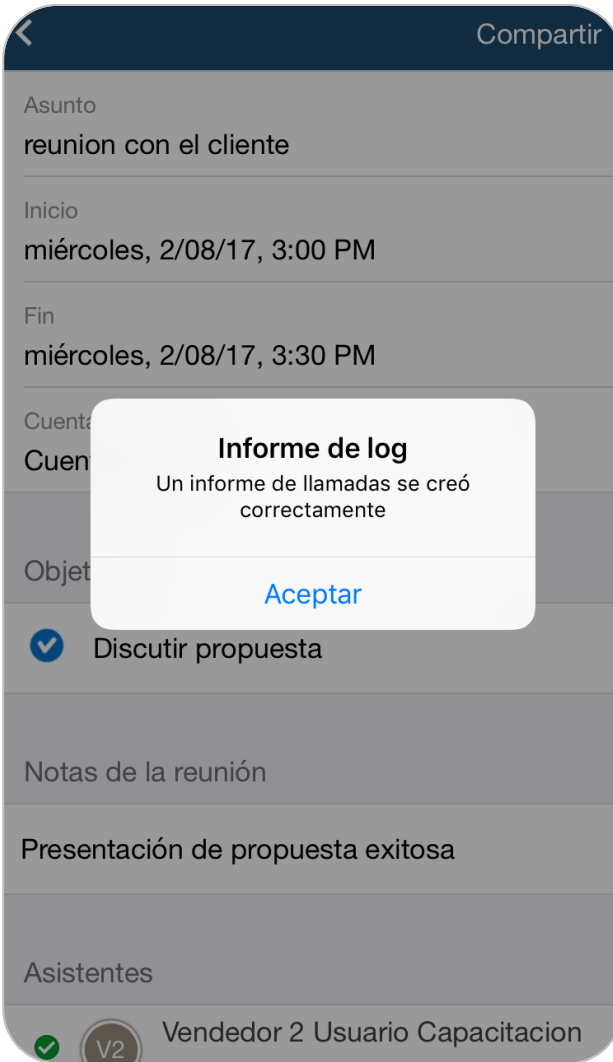 Compartir
Asunto
reunion con el cliente
Inicio
miércoles, 2/08/17, 3:00 PM
Fin
miércoles, 2/08/17, 3:30 PM
Informe de log
Un informe de llamadas se creó
correctamente
Aceptar
Discutir propuesta
Notas de la reunión
Presentación de propuesta exitosa
Asistentes
V2
Vendedor 2 Usuario Capacitacion